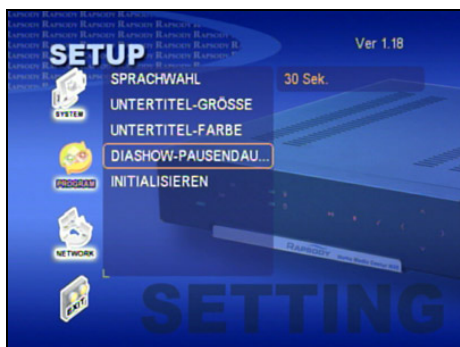 SETUP
Ver 1.18
SPRACHWAHL
30 Sek.
UNTERTITEL-GRÖSSE
SYSTEM
UNTERTITEL-FARBE
DIASHOW-PAUSENDAU...
PROGRAM
INITIALISIEREN
NETWORK
RAPSODY
EXIT
SETTING